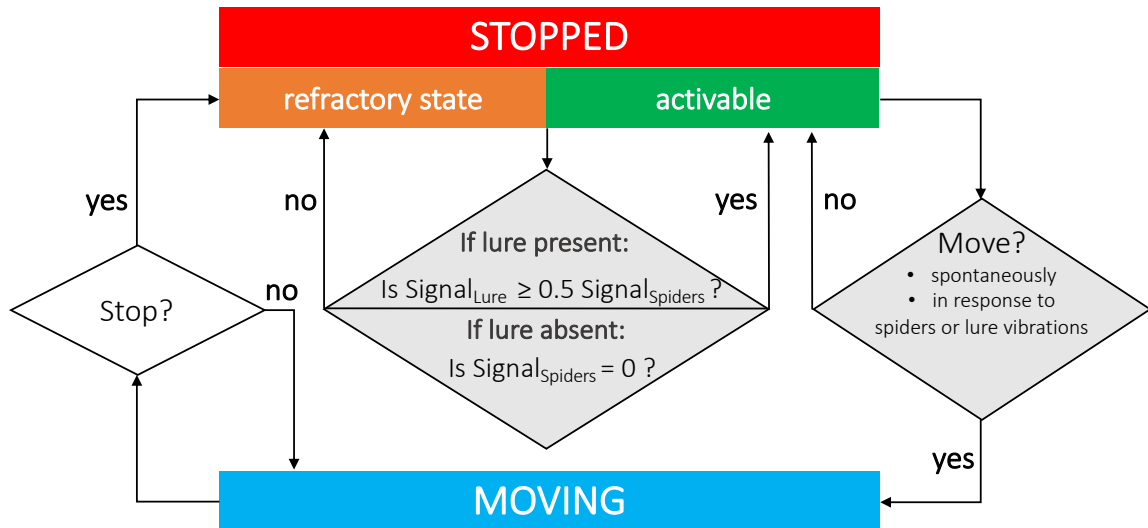 STOPPED
refractory state
activable
yes
no
yes
no
If lure present:
Is SignalLure ≥ 0.5 SignalSpiders ?
If lure absent:
Is SignalSpiders = 0 ?
Move?
• spontaneously
• in response to
spiders or lure vibrations
Stop?
no
yes
MOVING